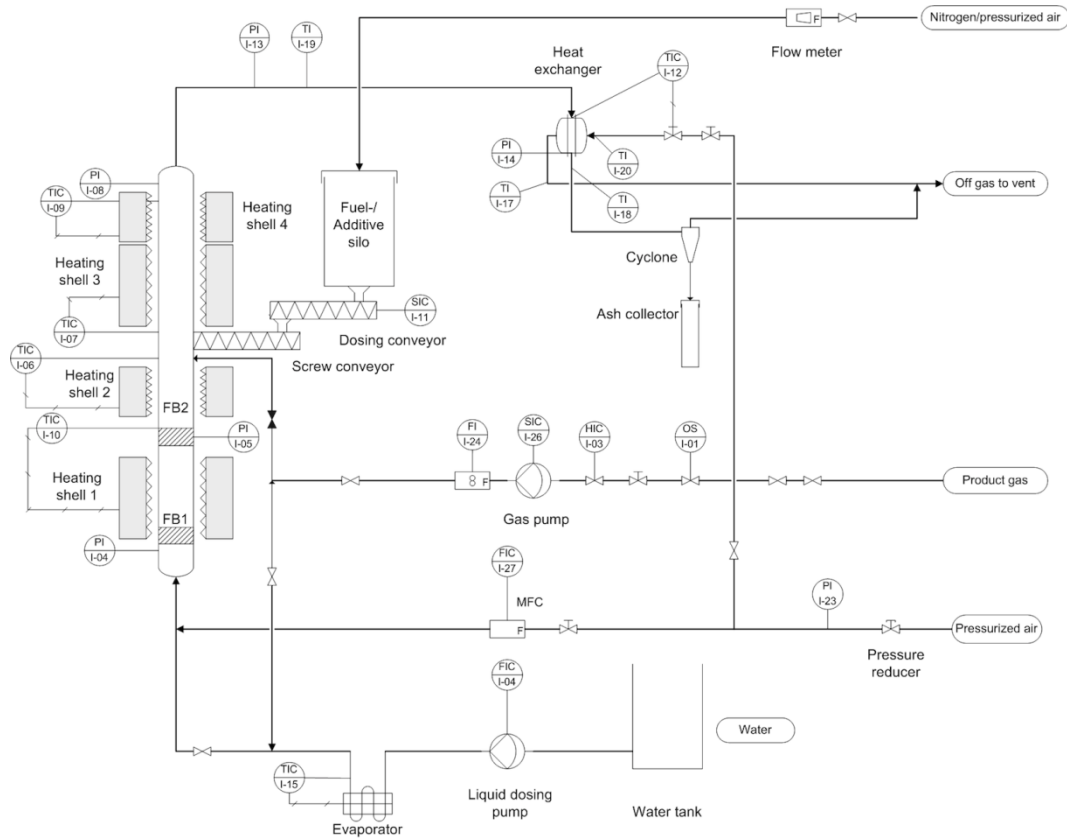 PI
I-13
TI
I-19
Heat
exchanger
TIC
I-12
F
Flow meter
Nitrogen/pressurized air
PI
I-14
TI
I-20
TI
I-17
TI
I-18
Off gas to vent
PI
I-08
TIC
I-09
Heating
shell 4
Fuel-/
Additive
silo
Heating
shell 3
Cyclone
Ash collector
SIC
I-11
TIC
I-07
Dosing conveyor
Screw conveyor
TIC
I-06
Heating
shell 2
FB2
TIC
I-10
PI
I-05
Heating
shell 1
FB1
PI
I-04
FI
I-24
F
SIC
I-26
Gas pump
HIC
I-03
OS
I-01
Product gas
FIC
I-27
MFC
F
PI
I-23
Pressurized air
Pressure
reducer
FIC
I-04
Liquid dosing
pump
Water
Water tank
TIC
I-15
Evaporator